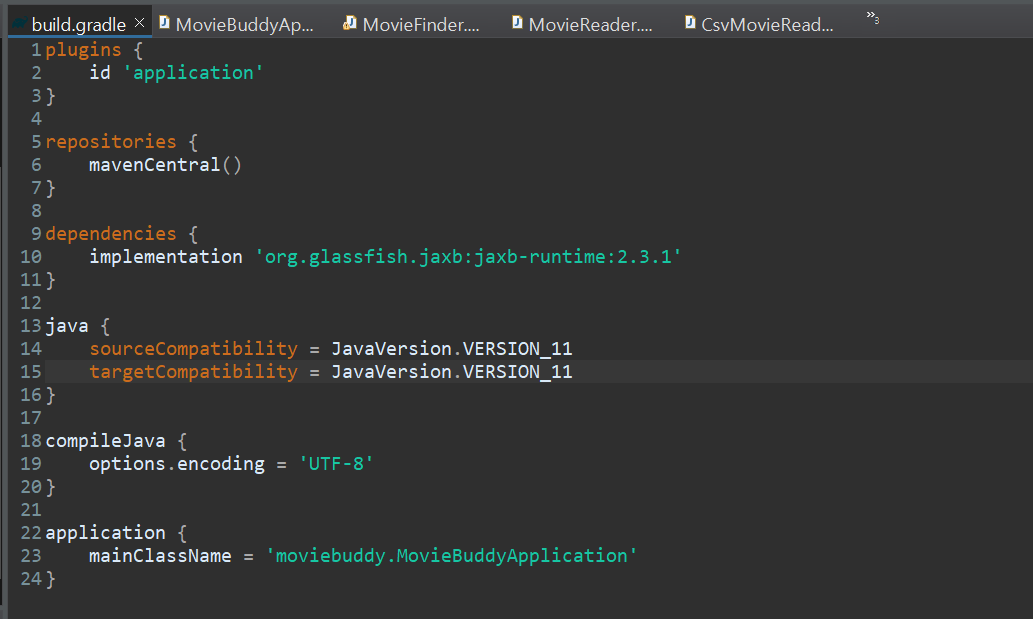 build.gradle MovieBuddyAp... MovieFinder.... MovieReader.... CsvMovieRead... »3
1 plugins {
2     id 'application'
3 }
4
5 repositories {
6     mavenCentral()
7 }
8
9 dependencies {
10     implementation 'org.glassfish.jaxb:jaxb-runtime:2.3.1'
11 }
12
13 java {
14     sourceCompatibility = JavaVersion.VERSION_11
15     targetCompatibility = JavaVersion.VERSION_11
16 }
17
18 compileJava {
19     options.encoding = 'UTF-8'
20 }
21
22 application {
23     mainClassName = 'moviebuddy.MovieBuddyApplication'
24 }